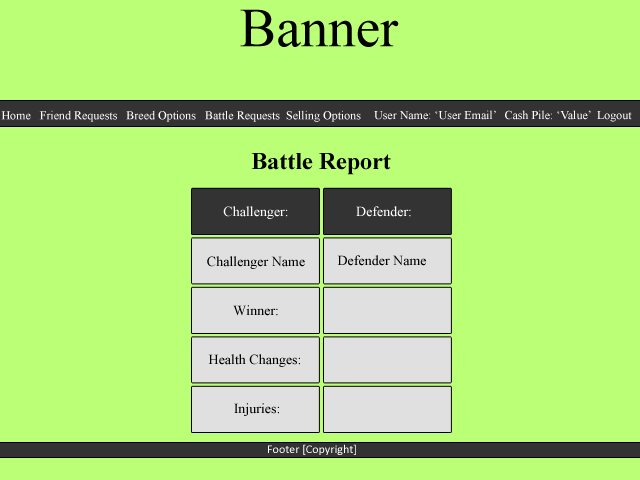 Banner
Home Friend Requests Breed Options Battle Requests Selling Options User Name: ‘User Email’ Cash Pile: ‘Value’ Logout
Battle Report
Challenger: Defender:
Challenger Name Defender Name
Winner:
Health Changes:
Injuries:
Footer [Copyright]